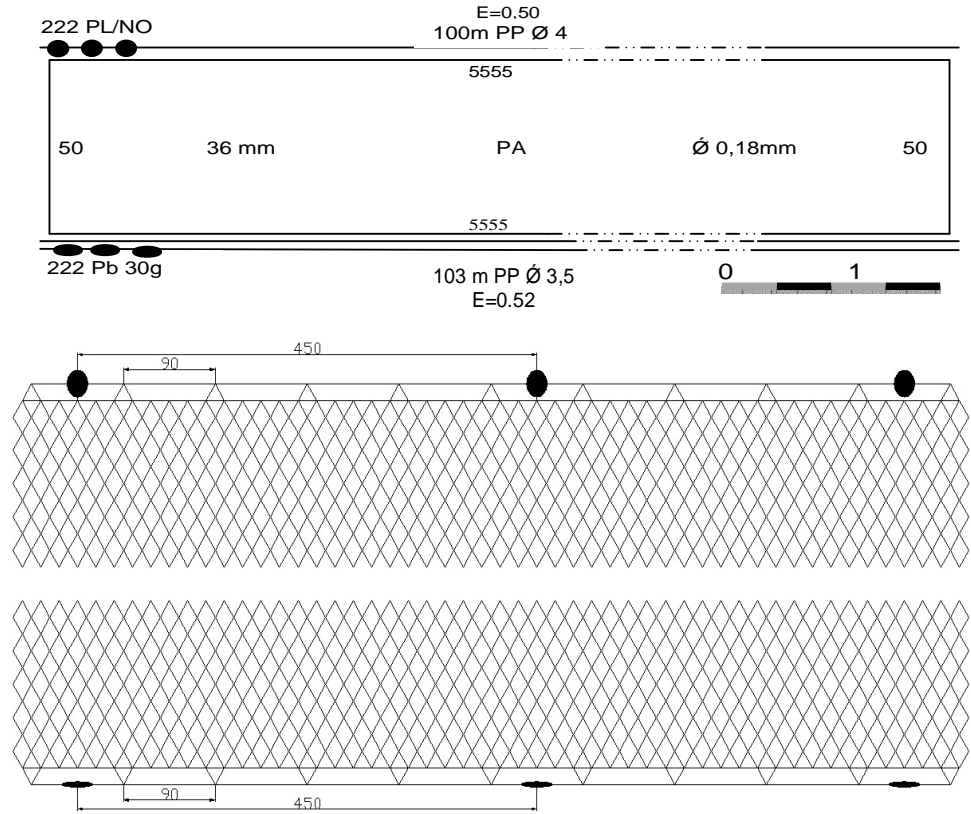 E=0.50
222 PL/NO
100m PP Ø 4
5555
50 36 mm PA Ǿ 0,18mm 50
5555
222 Pb 30g
103 m PP Ø 3,5
E=0.52
0 1
450
90
90
450